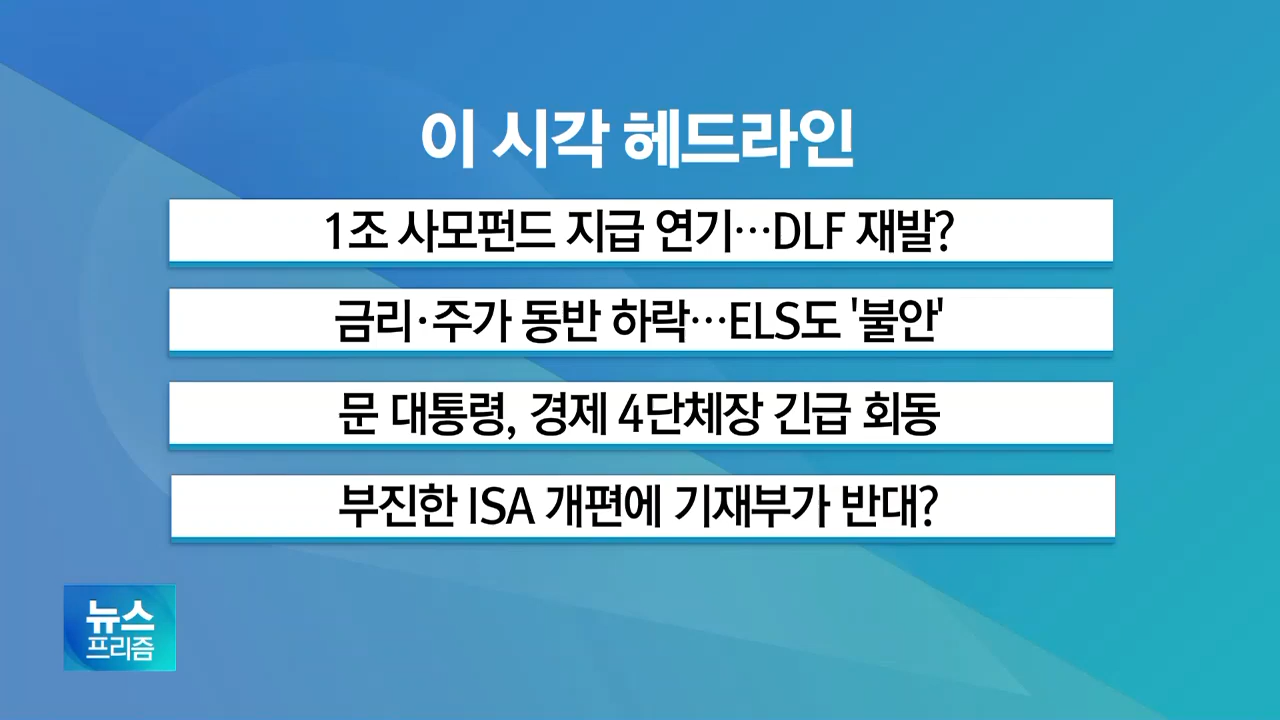 이 시각 헤드라인
1조 사모펀드 지급 연기…DLF 재발?
금리·주가 동반 하락…ELS도 '불안'
문 대통령, 경제 4단체장 긴급 회동
부진한 ISA 개편에 기재부가 반대?
뉴스
프리즘